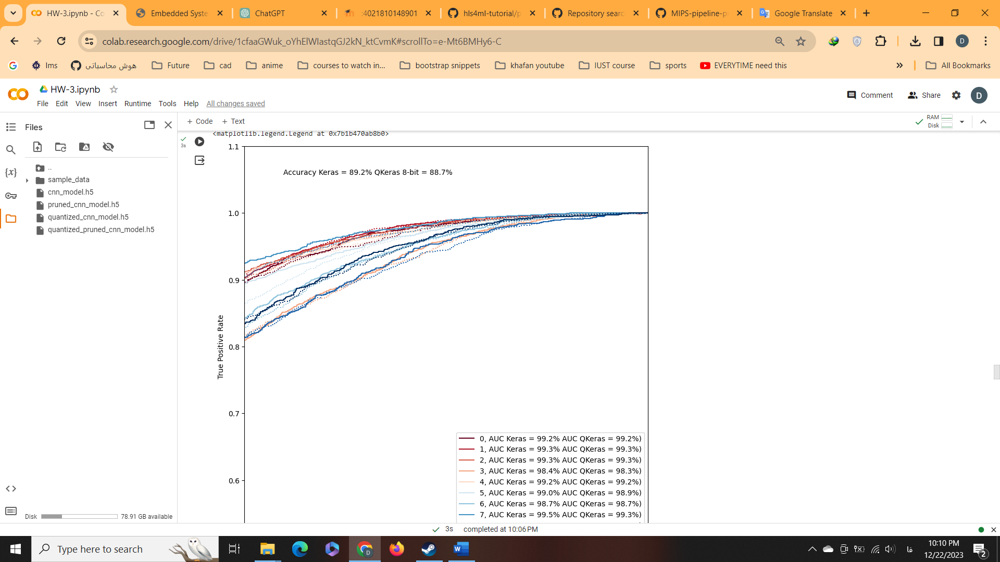 HW-3.ipynb - Co
Embedded Syste
ChatGPT
:4021810148901
hls4ml-tutorial/p
Repository searc
MIPS-pipeline-p
Google Translate
colab.research.google.com/drive/1cfaaGWuk_oYhElWIastqGJ2kN_ktCvmK#scrollTo=e-Mt6BMHy6-C
D
lms
هوش محاسباتی
Future
cad
anime
courses to watch in...
bootstrap snippets
khafan youtube
IUST course
sports
EVERYTIME need this
All Bookmarks
HW-3.ipynb
File Edit View Insert Runtime Tools Help All changes saved
Comment
Share
D
Files
+ Code + Text
RAM
Disk
{x}
..
sample_data
cnn_model.h5
pruned_cnn_model.h5
quantized_cnn_model.h5
quantized_pruned_cnn_model.h5
3s
<matplotlib.legend.Legend at 0x7b1b470ab8b0>
1.1
Accuracy Keras = 89.2% QKeras 8-bit = 88.7%
1.0
0.9
0.8
0.7
0.6
True Positive Rate
0, AUC Keras = 99.2% AUC QKeras = 99.2%)
1, AUC Keras = 99.3% AUC QKeras = 99.3%)
2, AUC Keras = 99.3% AUC QKeras = 99.3%)
3, AUC Keras = 98.4% AUC QKeras = 98.3%)
4, AUC Keras = 99.2% AUC QKeras = 99.2%)
5, AUC Keras = 99.0% AUC QKeras = 98.9%)
6, AUC Keras = 98.7% AUC QKeras = 98.7%)
7, AUC Keras = 99.5% AUC QKeras = 99.3%)
Disk
78.91 GB available
3s completed at 10:06 PM
Type here to search
D
W
فا
10:10 PM
12/22/2023
2